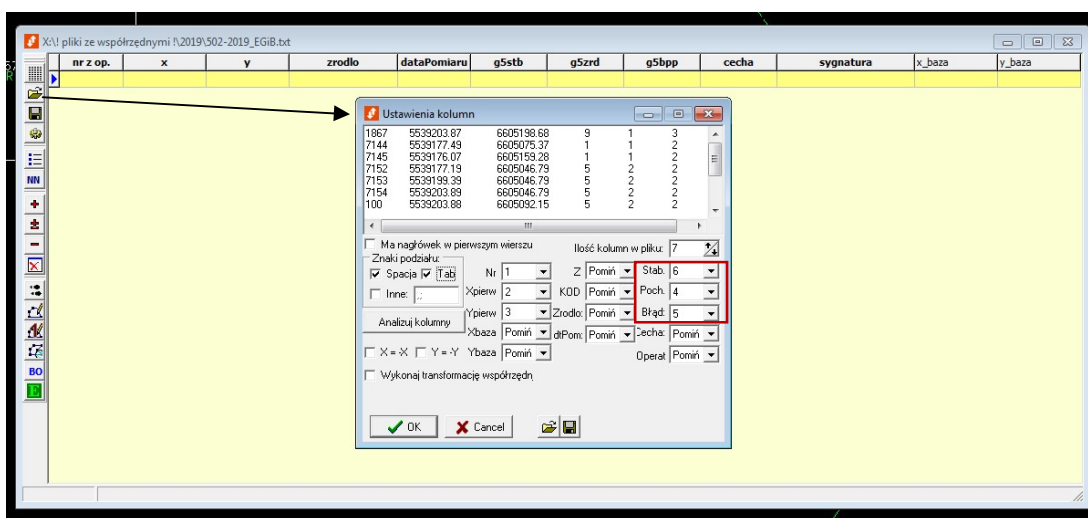 X:\! pliki ze współrzędnymi !\2019\502-2019_EGiB.txt
nr z op. x y zrodlo dataPomiaru g5stb g5zrd g5bpp cecha sygnatura x_baza y_baza
Ustawienia kolumn
1867 5539203.87 6605198.68 9 1 3
7144 5539177.49 6605075.37 1 1 2
7145 5539176.07 6605159.28 1 1 2
7152 5539177.19 6605046.79 5 2 2
7153 5539199.39 6605046.79 5 2 2
7154 5539203.89 6605046.79 5 2 2
100 5539203.88 6605092.15 5 2 2
Ma nagłówek w pierwszym wierszu
Ilość kolumn w pliku: 7
Znaki podziału:
Spacja Tab Nr 1 Z Pomiń Stab. 6
Inne: ,; Xpierw 2 KOD Pomiń Poch. 4
Ypierw 3 Zrodlo: Pomiń Błąd: 5
Analizuj kolumny Xbaza Pomiń dtPom: Pomiń Cecha: Pomiń
X = -X Y = -Y Ybaza Pomiń Operat Pomiń
Wykonaj transformację współrzędn
OK Cancel
NN
BO
E